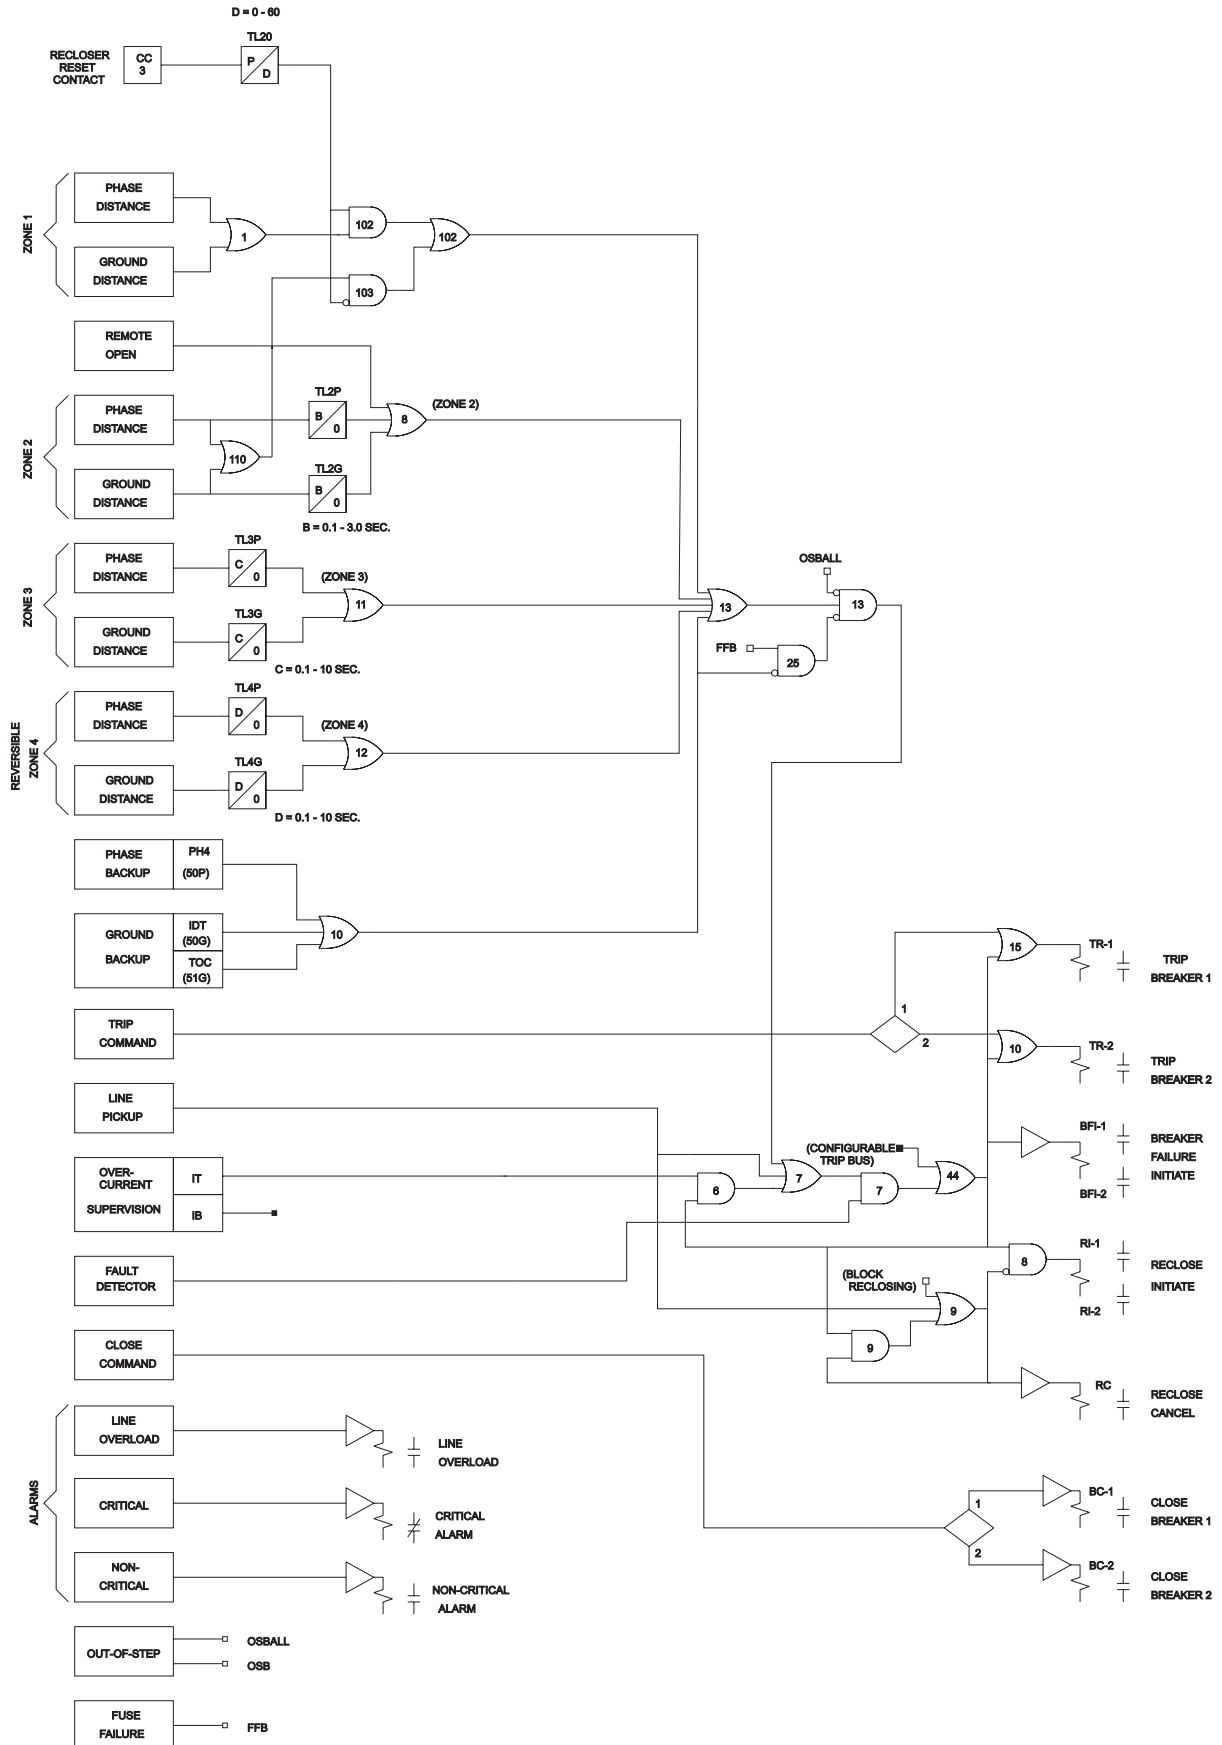 D = 0 - 60
TL20
RECLOSER
RESET
CONTACT
CC
3
P
D
ZONE 1
PHASE
DISTANCE
GROUND
DISTANCE
1
102
102
103
REMOTE
OPEN
ZONE 2
PHASE
DISTANCE
GROUND
DISTANCE
110
TL2P
B
0
TL2G
B
0
8
(ZONE 2)
B = 0.1 - 3.0 SEC.
ZONE 3
PHASE
DISTANCE
GROUND
DISTANCE
TL3P
C
0
TL3G
C
0
(ZONE 3)
11
C = 0.1 - 10 SEC.
13
OSBALL
13
FFB
25
REVERSIBLE
ZONE 4
PHASE
DISTANCE
GROUND
DISTANCE
TL4P
D
0
TL4G
D
0
(ZONE 4)
12
D = 0.1 - 10 SEC.
PHASE
BACKUP
PH4
(50P)
GROUND
BACKUP
IDT
(50G)
TOC
(51G)
10
TRIP
COMMAND
1
2
15
TR-1
TRIP
BREAKER 1
10
TR-2
TRIP
BREAKER 2
LINE
PICKUP
OVER-
CURRENT
SUPERVISION
IT
IB
6
7
(CONFIGURABLE
TRIP BUS)
7
44
BFI-1
BREAKER
FAILURE
INITIATE
BFI-2
FAULT
DETECTOR
8
RI-1
RECLOSE
INITIATE
RI-2
(BLOCK
RECLOSING)
9
9
CLOSE
COMMAND
RC
RECLOSE
CANCEL
ALARMS
LINE
OVERLOAD
LINE
OVERLOAD
CRITICAL
CRITICAL
ALARM
NON-
CRITICAL
NON-CRITICAL
ALARM
1
2
BC-1
CLOSE
BREAKER 1
BC-2
CLOSE
BREAKER 2
OUT-OF-STEP
OSBALL
OSB
FUSE
FAILURE
FFB